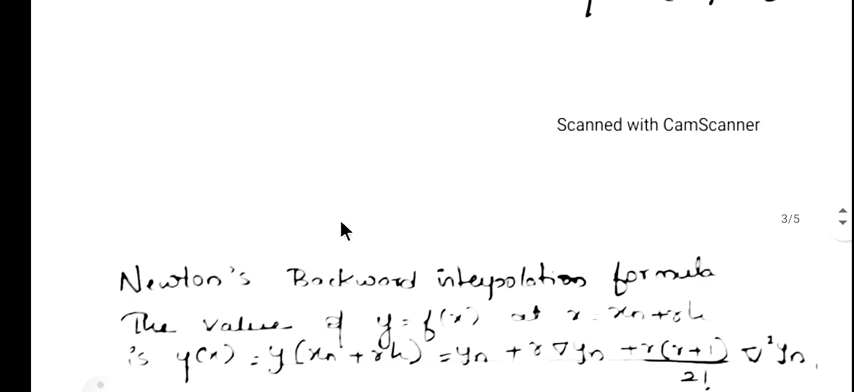 Scanned with CamScanner
3/5
Newton's Backward interpolation formula
The value of y = f(x) at x = xn + rh
is y(x) = y(xn + rh) = yn + r ∇yn + r(r+1)/2! ∇²yn.